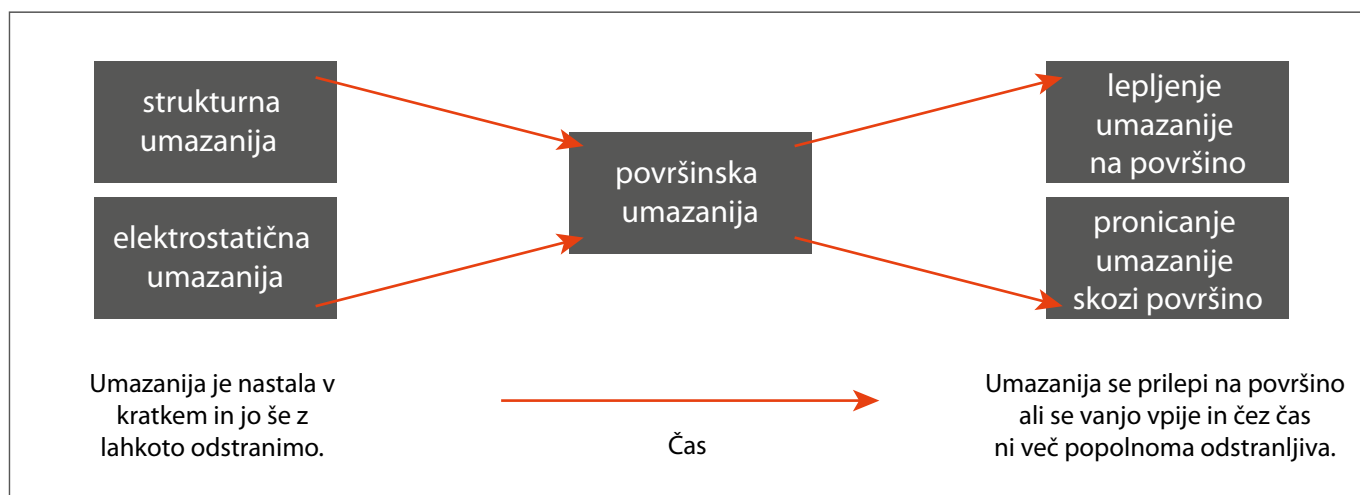 strukturna
umazanija
elektrostatična
umazanija
površinska
umazanija
lepljenje
umazanije
na površino
pronicanje
umazanije
skozi površino
Umazanija je nastala v
kratkem in jo še z
lahkoto odstranimo.
Čas
Umazanija se prilepi na površino
ali se vanjo vpije in čez čas
ni več popolnoma odstranljiva.